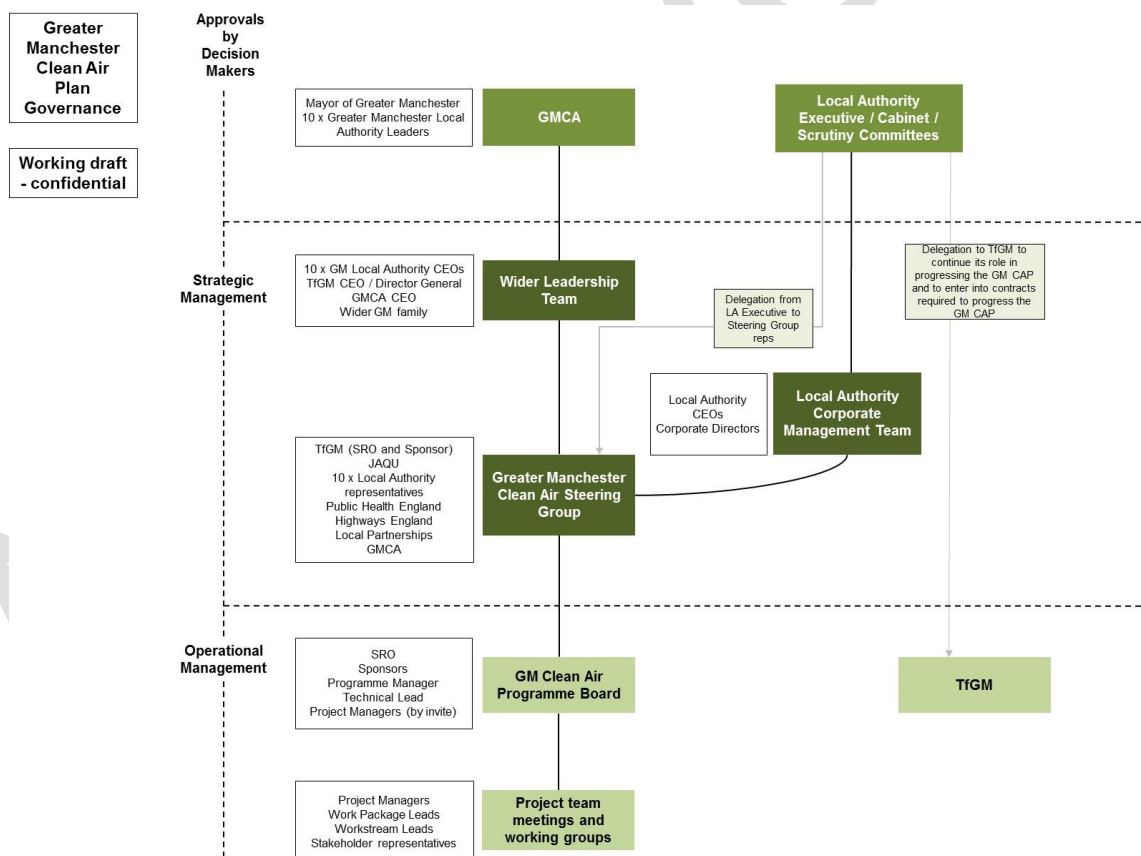 Greater
Manchester
Clean Air
Plan
Governance
Working draft
- confidential
Approvals
by
Decision
Makers
Mayor of Greater Manchester
10 x Greater Manchester Local
Authority Leaders
GMCA
Local Authority
Executive / Cabinet /
Scrutiny Committees
Strategic
Management
10 x GM Local Authority CEOs
TfGM CEO / Director General
GMCA CEO
Wider GM family
Wider Leadership
Team
Delegation from
LA Executive to
Steering Group
reps
Delegation to TfGM to
continue its role in
progressing the GM CAP
and to enter into contracts
required to progress the
GM CAP
Local Authority
CEOs
Corporate Directors
Local Authority
Corporate
Management Team
TfGM (SRO and Sponsor)
JAQU
10 x Local Authority
representatives
Public Health England
Highways England
Local Partnerships
GMCA
Greater Manchester
Clean Air Steering
Group
Operational
Management
SRO
Sponsors
Programme Manager
Technical Lead
Project Managers (by invite)
GM Clean Air
Programme Board
TfGM
Project Managers
Work Package Leads
Workstream Leads
Stakeholder representatives
Project team
meetings and
working groups